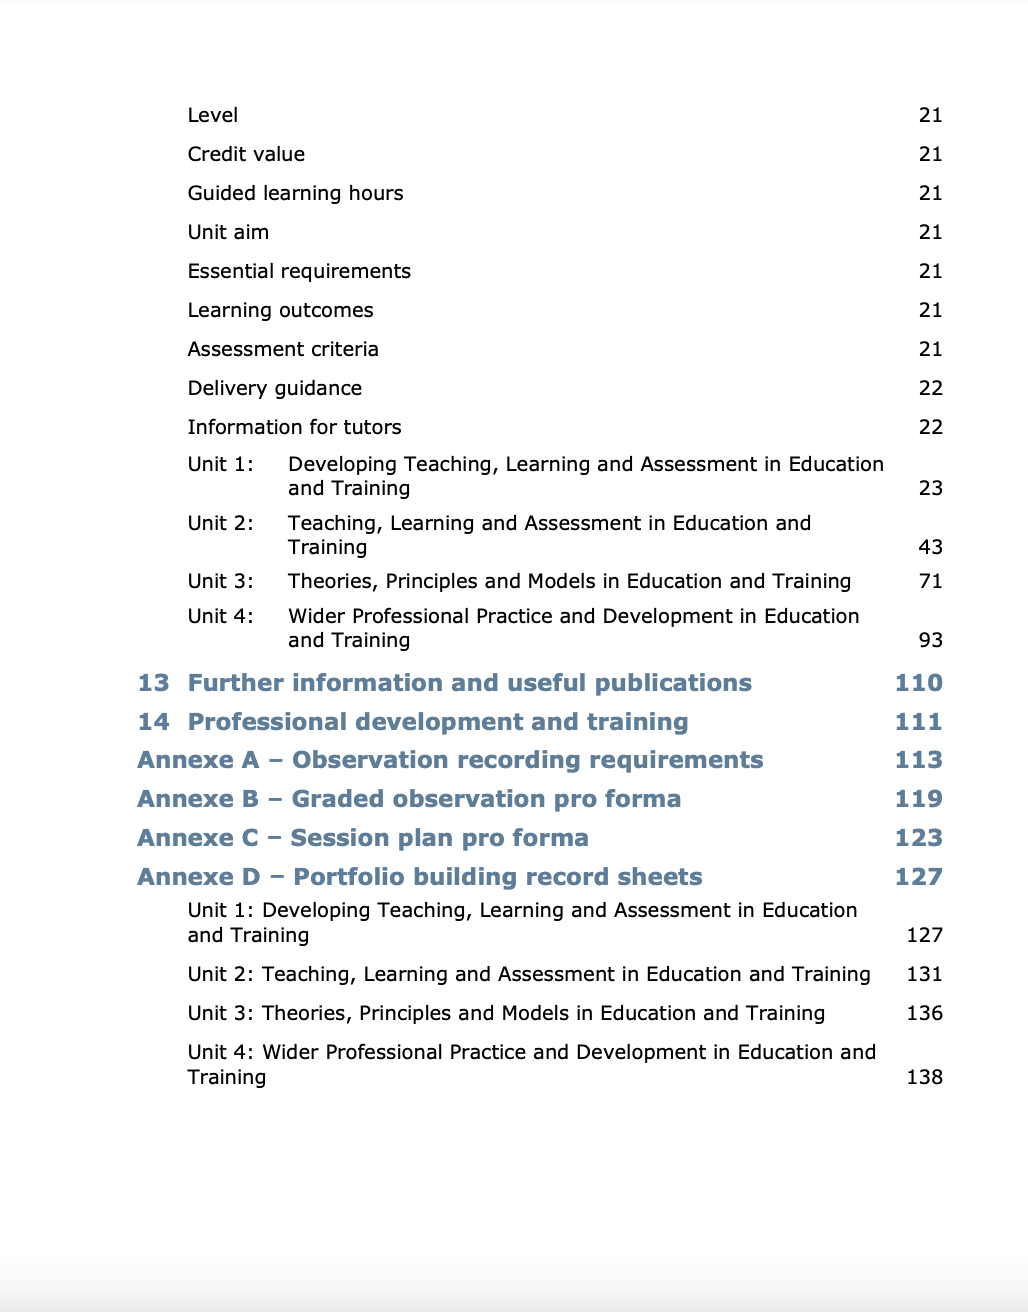 Level 21
Credit value 21
Guided learning hours 21
Unit aim 21
Essential requirements 21
Learning outcomes 21
Assessment criteria 21
Delivery guidance 22
Information for tutors 22
Unit 1: Developing Teaching, Learning and Assessment in Education
and Training 23
Unit 2: Teaching, Learning and Assessment in Education and
Training 43
Unit 3: Theories, Principles and Models in Education and Training 71
Unit 4: Wider Professional Practice and Development in Education
and Training 93
13 Further information and useful publications 110
14 Professional development and training 111
Annexe A – Observation recording requirements 113
Annexe B – Graded observation pro forma 119
Annexe C – Session plan pro forma 123
Annexe D – Portfolio building record sheets 127
Unit 1: Developing Teaching, Learning and Assessment in Education
and Training 127
Unit 2: Teaching, Learning and Assessment in Education and Training 131
Unit 3: Theories, Principles and Models in Education and Training 136
Unit 4: Wider Professional Practice and Development in Education and
Training 138